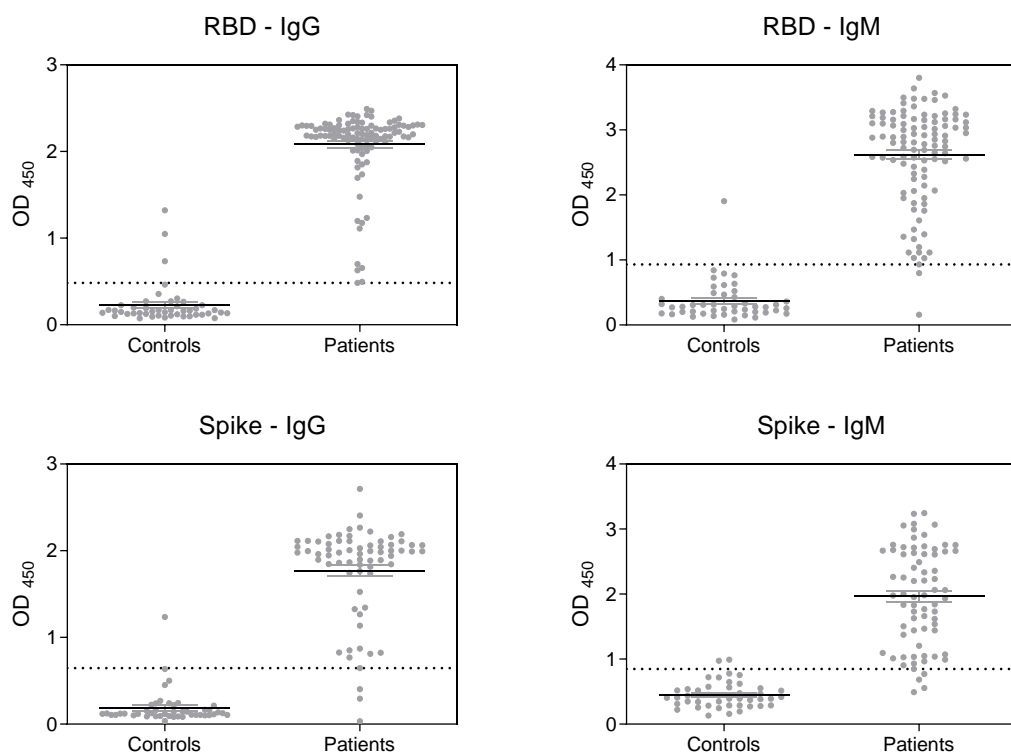 RBD - IgG
3
2
1
0
OD 450
Controls
Patients
RBD - IgM
4
3
2
1
0
OD 450
Controls
Patients
Spike - IgG
3
2
1
0
OD 450
Controls
Patients
Spike - IgM
4
3
2
1
0
OD 450
Controls
Patients